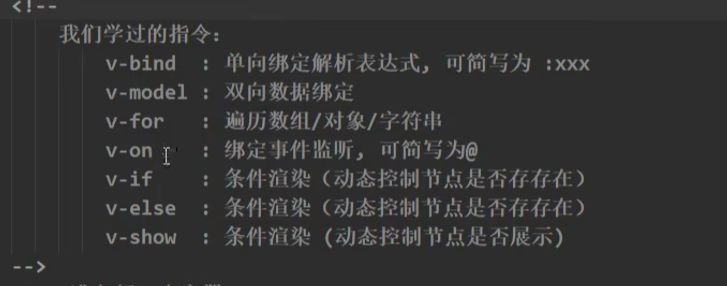 <!--
我们学过的指令:
v-bind : 单向绑定解析表达式, 可简写为 :xxx
v-model : 双向数据绑定
v-for : 遍历数组/对象/字符串
v-on : 绑定事件监听, 可简写为@
v-if : 条件渲染（动态控制节点是否存存在）
v-else : 条件渲染（动态控制节点是否存存在）
v-show : 条件渲染 (动态控制节点是否展示)
-->